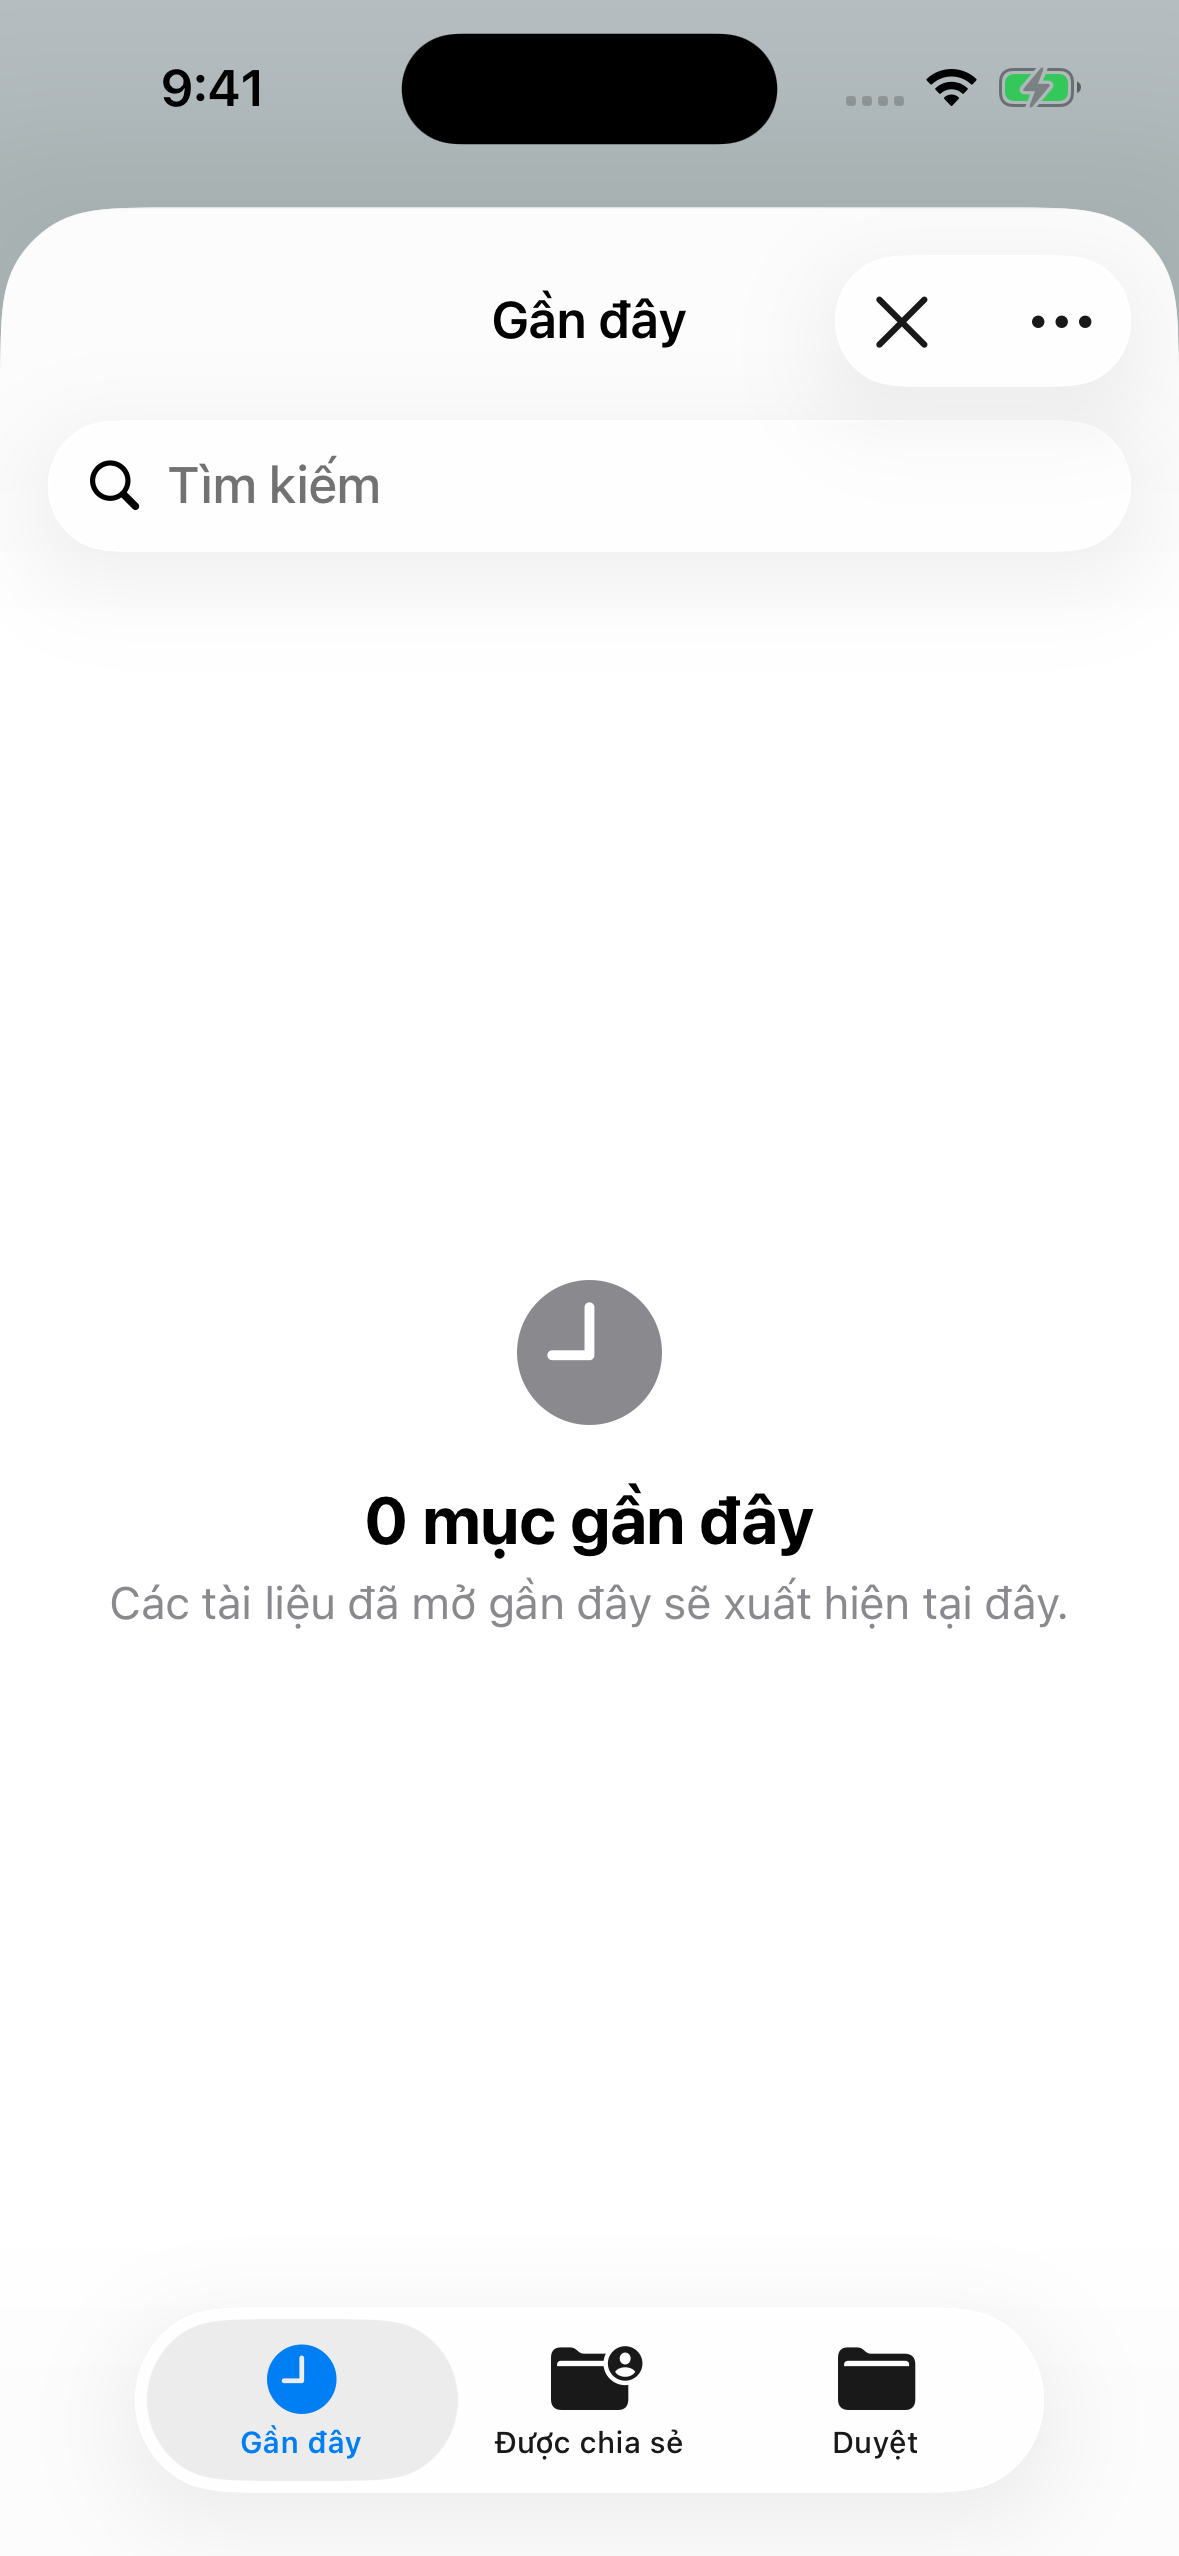 9:41
Gần đây
Tìm kiếm
0 mục gần đây
Các tài liệu đã mở gần đây sẽ xuất hiện tại đây.
Gần đây
Được chia sẻ
Duyệt